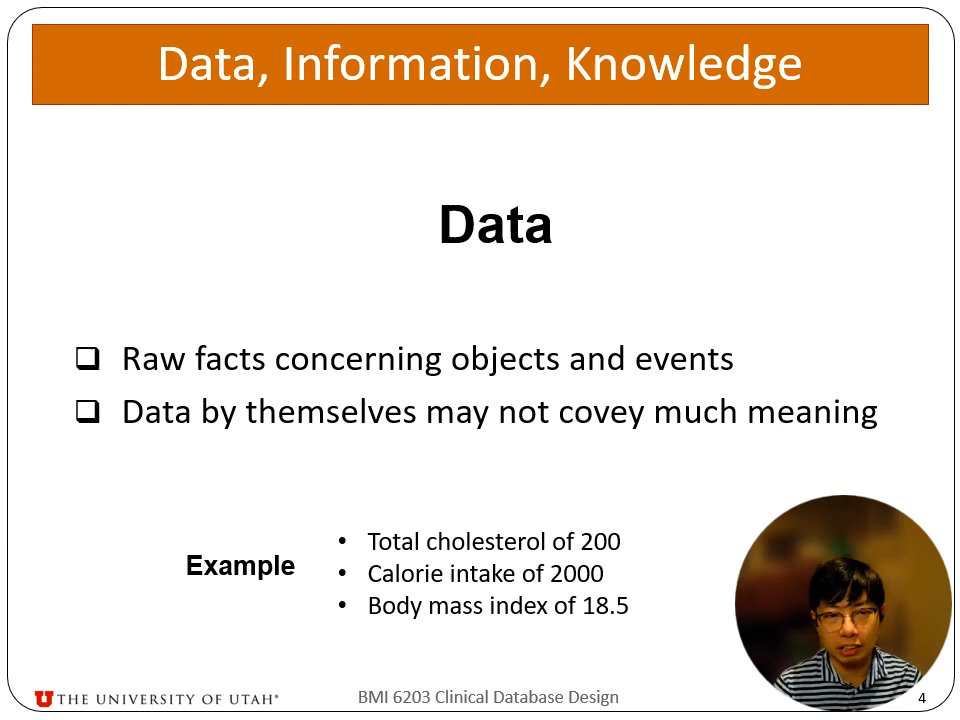 Data, Information, Knowledge
Data
❑ Raw facts concerning objects and events
❑ Data by themselves may not covey much meaning
Example
• Total cholesterol of 200
• Calorie intake of 2000
• Body mass index of 18.5
U THE UNIVERSITY OF UTAH®
BMI 6203 Clinical Database Design
4